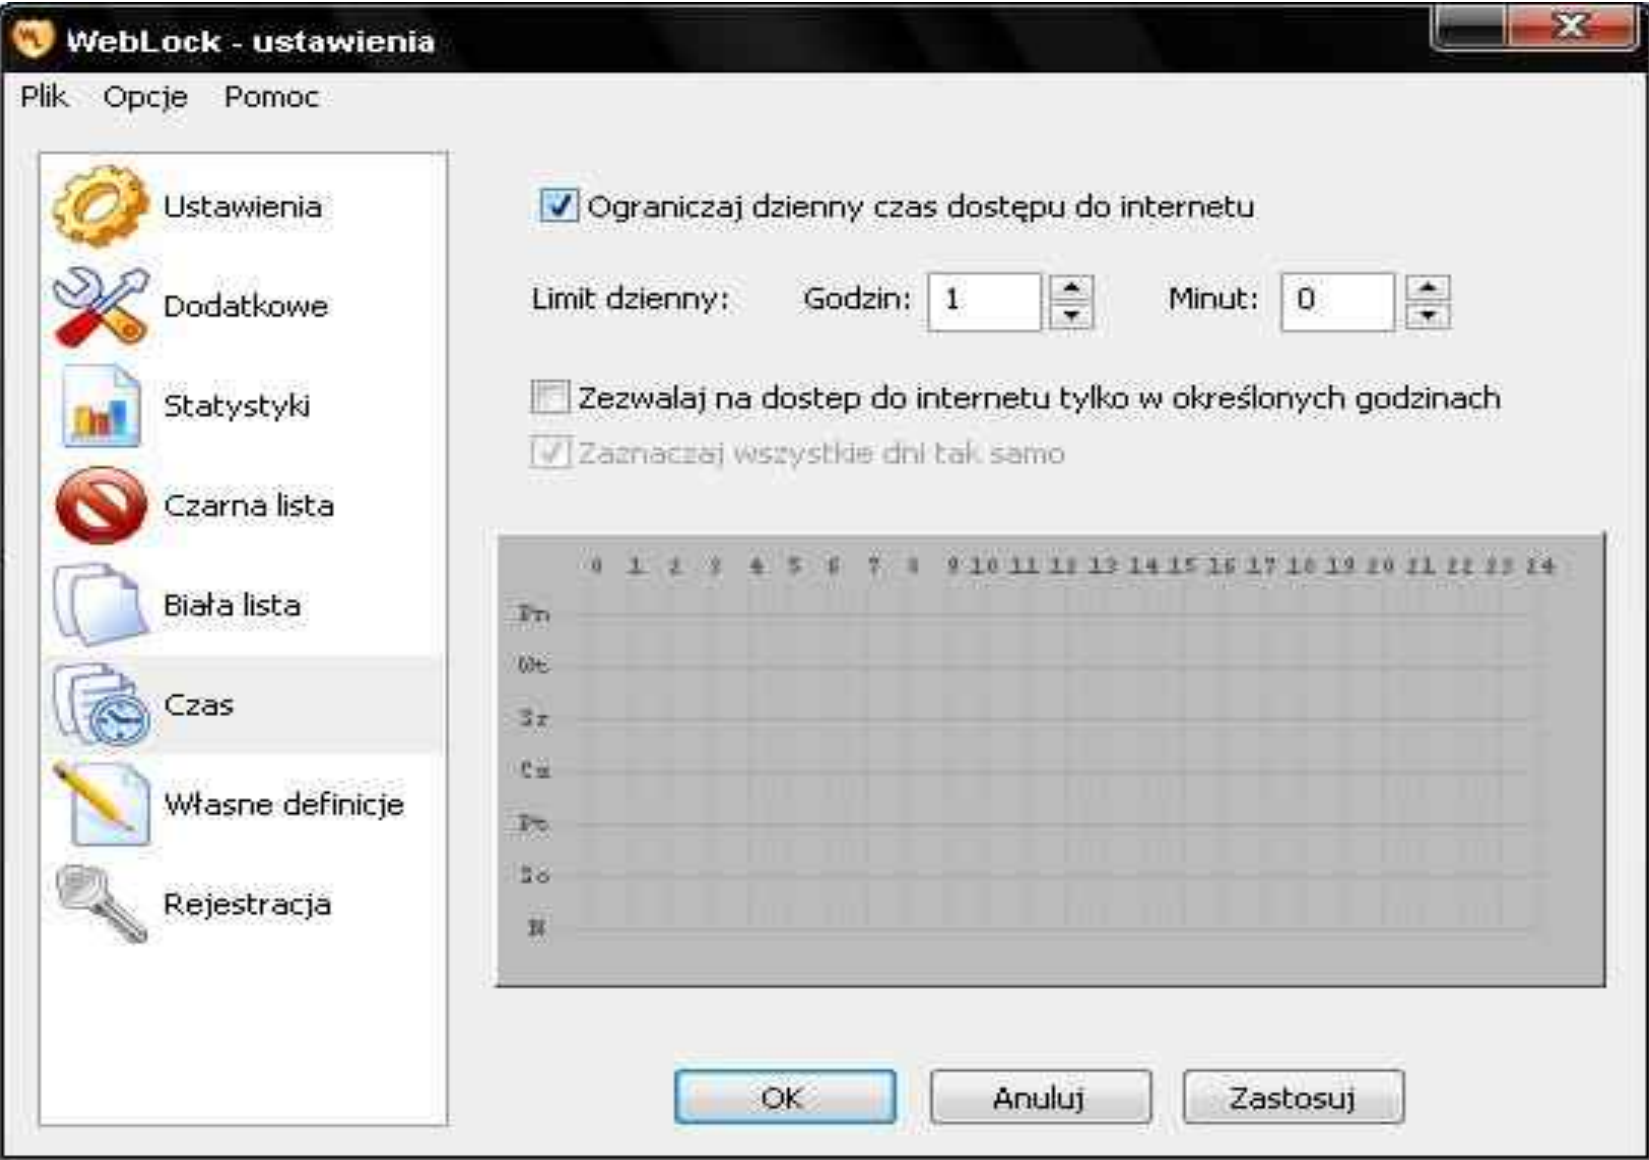 WebLock - ustawienia
Plik Opcje Pomoc
Ustawienia
Dodatkowe
Statystyki
Czarna lista
Biała lista
Czas
Własne definicje
Rejestracja
Ograniczaj dzienny czas dostępu do internetu
Limit dzienny: Godzin: 1 Minut: 0
Zezwalaj na dostep do internetu tylko w określonych godzinach
Zaznaczaj wszystkie dni tak samo
0 1 2 3 4 5 6 7 8 9 10 11 12 13 14 15 16 17 18 19 20 21 22 23 24
Pn
Wt
Sr
Cz
Pt
So
N
OK Anuluj Zastosuj